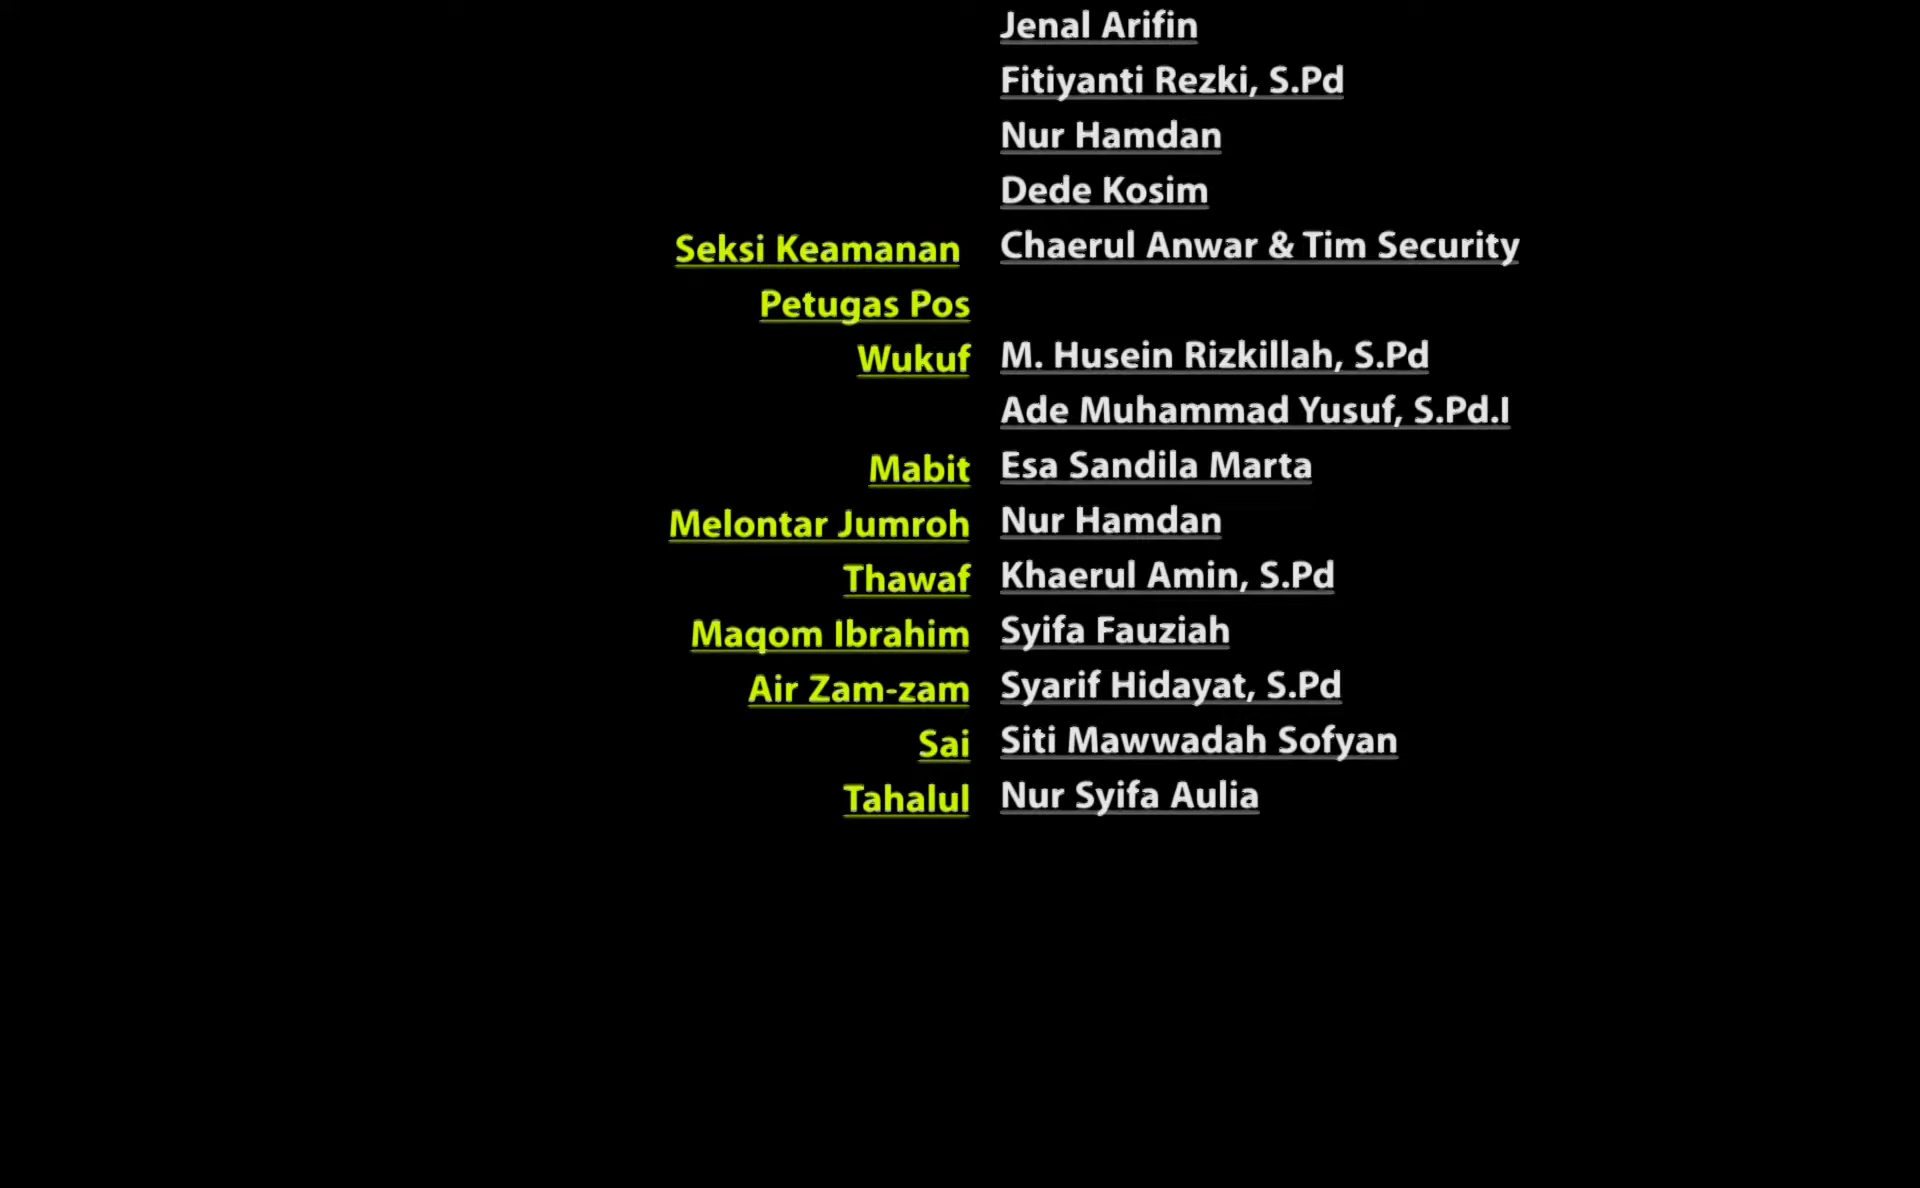 Jenal Arifin
Fitiyanti Rezki, S.Pd
Nur Hamdan
Dede Kosim
Seksi Keamanan Chaerul Anwar & Tim Security
Petugas Pos
Wukuf M. Husein Rizkillah, S.Pd
Ade Muhammad Yusuf, S.Pd.I
Mabit Esa Sandila Marta
Melontar Jumroh Nur Hamdan
Thawaf Khaerul Amin, S.Pd
Maqom Ibrahim Syifa Fauziah
Air Zam-zam Syarif Hidayat, S.Pd
Sai Siti Mawwadah Sofyan
Tahalul Nur Syifa Aulia